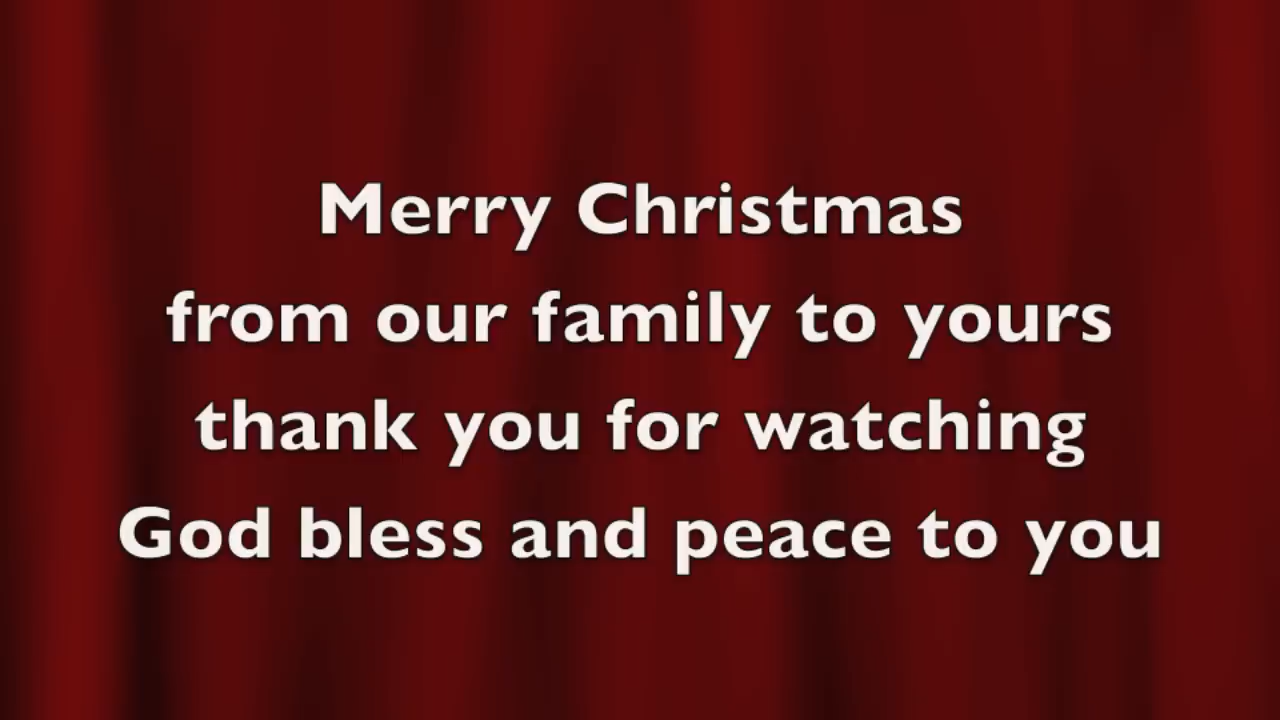 Merry Christmas
from our family to yours
thank you for watching
God bless and peace to you